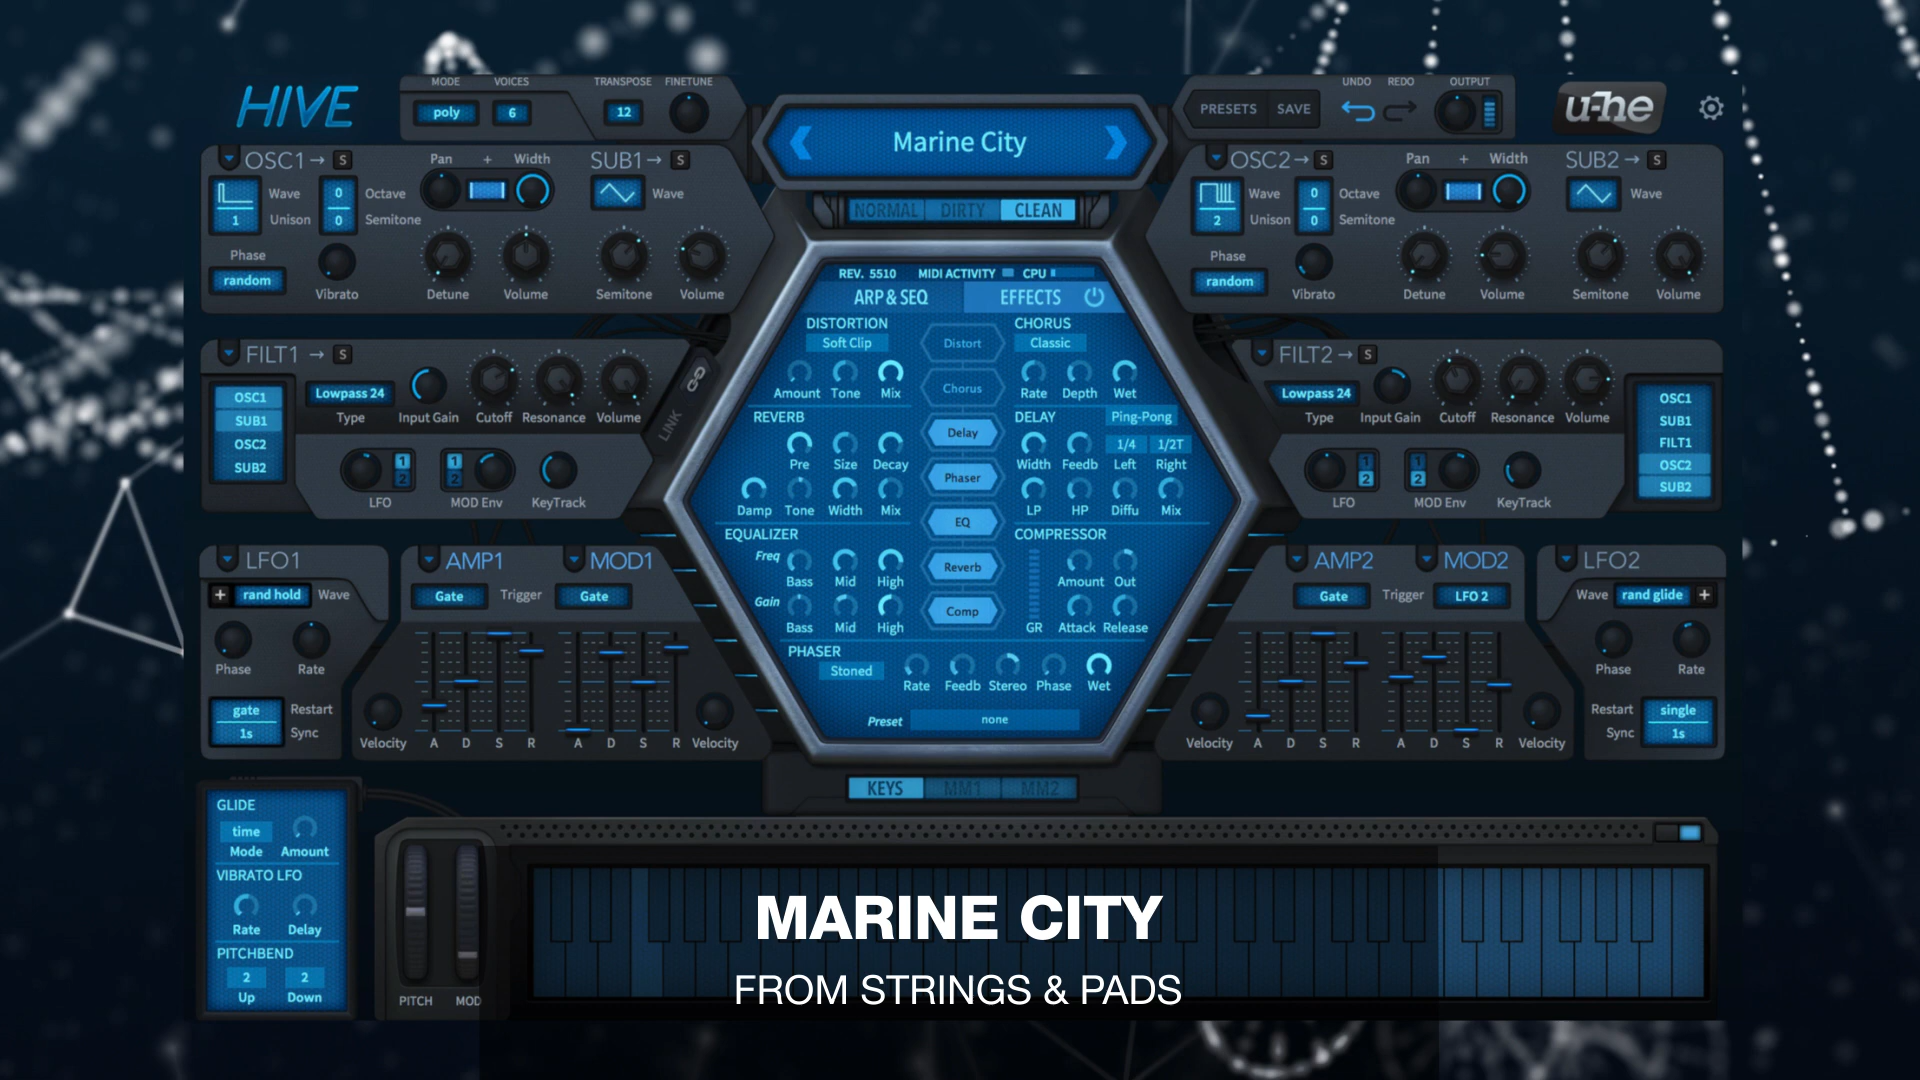 HIVE
MODE VOICES TRANSPOSE FINETUNE
poly 6 12
Marine City
PRESETS SAVE
UNDO REDO OUTPUT
u-he
NORMAL DIRTY CLEAN
OSC1 → S
Pan + Width
SUB1 → S
Wave 0 Octave
1 Unison 0 Semitone
Wave
Phase
random
Vibrato Detune Volume Semitone Volume
OSC2 → S
Pan + Width
SUB2 → S
Wave 0 Octave
2 Unison 0 Semitone
Wave
Phase
random
Vibrato Detune Volume Semitone Volume
FILT1 → S
OSC1
SUB1
OSC2
SUB2
Lowpass 24
Type Input Gain Cutoff Resonance Volume
1
2
1
2
LFO MOD Env KeyTrack
LINK
REV. 5510 MIDI ACTIVITY CPU
ARP & SEQ EFFECTS
DISTORTION
Soft Clip
Amount Tone Mix
REVERB
Pre Size Decay
Damp Tone Width Mix
EQUALIZER
Freq
Bass Mid High
Gain
Bass Mid High
PHASER
Stoned
Rate Feedb Stereo Phase Wet
Preset none
Distort
Chorus
Delay
Phaser
EQ
Reverb
Comp
CHORUS
Classic
Rate Depth Wet
DELAY Ping-Pong
1/4 1/2T
Width Feedb Left Right
LP HP Diffu Mix
COMPRESSOR
Amount Out
GR Attack Release
FILT2 → S
Lowpass 24
Type Input Gain Cutoff Resonance Volume
1
2
1
2
LFO MOD Env KeyTrack
OSC1
SUB1
FILT1
OSC2
SUB2
LFO1
+ rand hold Wave
Phase Rate
gate Restart
1s Sync
AMP1 MOD1
Gate Trigger Gate
Velocity A D S R A D S R Velocity
AMP2 MOD2
Gate Trigger LFO 2
Velocity A D S R A D S R Velocity
LFO2
Wave rand glide +
Phase Rate
Restart single
Sync 1s
KEYS MM1 MM2
GLIDE
time
Mode Amount
VIBRATO LFO
Rate Delay
PITCHBEND
2 2
Up Down
PITCH MOD
MARINE CITY
FROM STRINGS & PADS